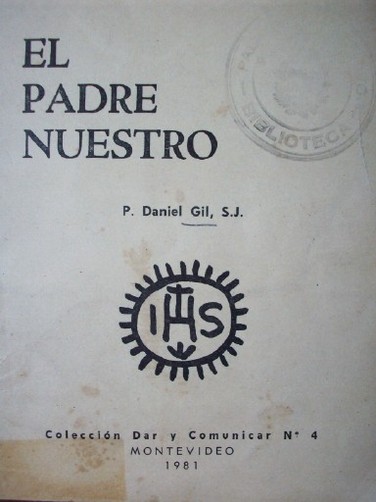 EL
PADRE
NUESTRO
BIBLIOTECA
P. Daniel Gil, S.J.
IHS
Colección Dar y Comunicar Nº 4
MONTEVIDEO
1981